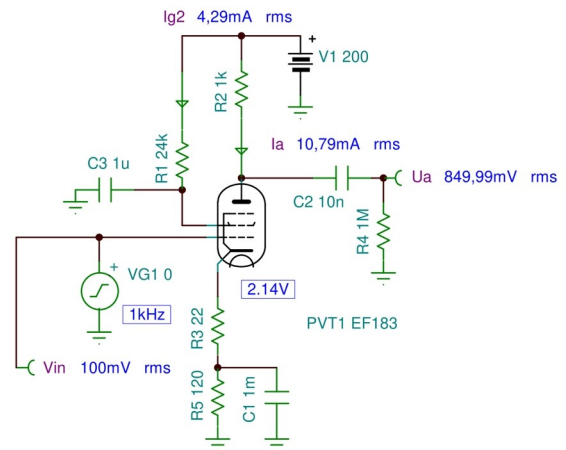 Ig2 4,29mA rms
+
V1 200
R2 1k
R1 24k
Ia 10,79mA rms
C3 1u
Ua 849,99mV rms
C2 10n
R4 1M
+
VG1 0
2.14V
1kHz
R3 22
PVT1 EF183
Vin 100mV rms
R5 120
C1 1m